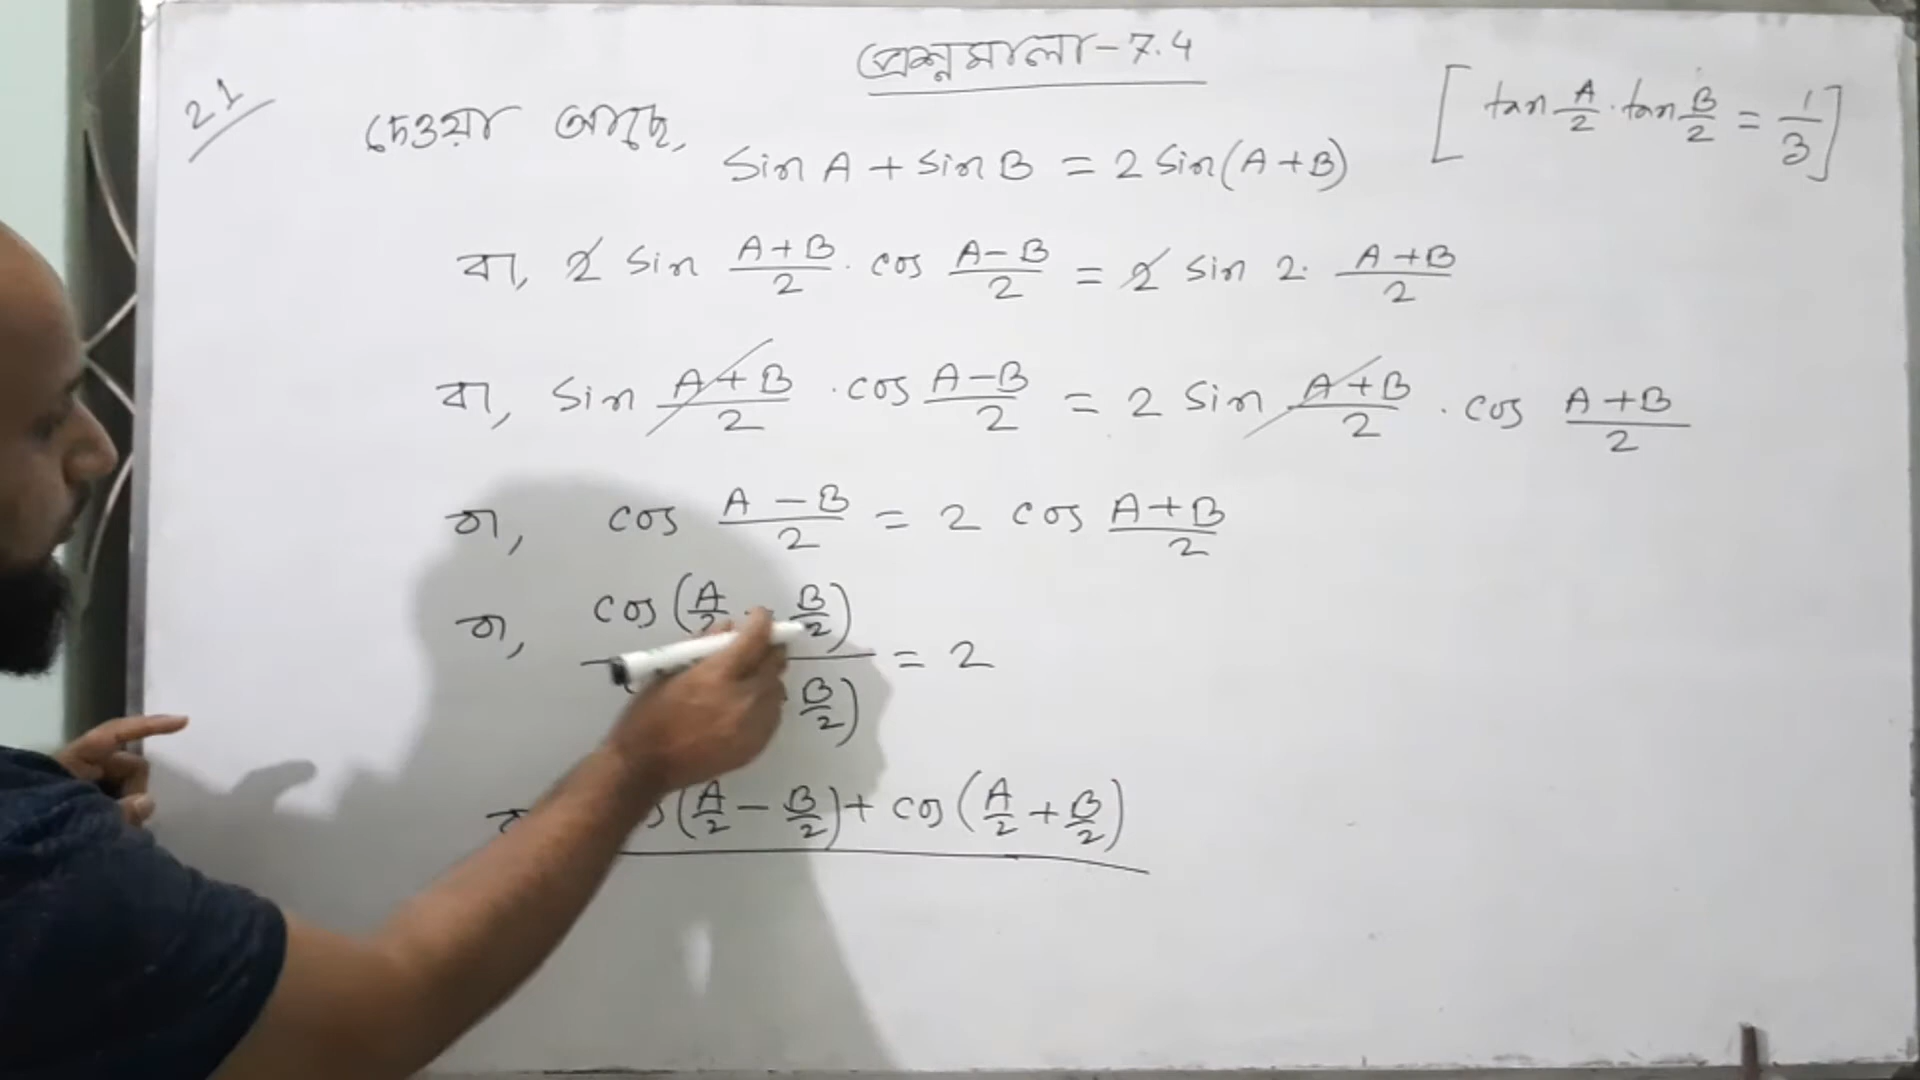 প্রশ্নমালা-7.4
21
[tan A/2 · tan B/2 = 1/3]
দেওয়া আছে,
sin A + sin B = 2 sin(A+B)
বা, 2 sin (A+B)/2 · cos (A-B)/2 = 2 sin 2· (A+B)/2
বা, sin (A+B)/2 · cos (A-B)/2 = 2 sin (A+B)/2 · cos (A+B)/2
বা, cos (A-B)/2 = 2 cos (A+B)/2
বা, cos(A/2 B/2) = 2
B/2)
(A/2 - B/2) + cos(A/2 + B/2)